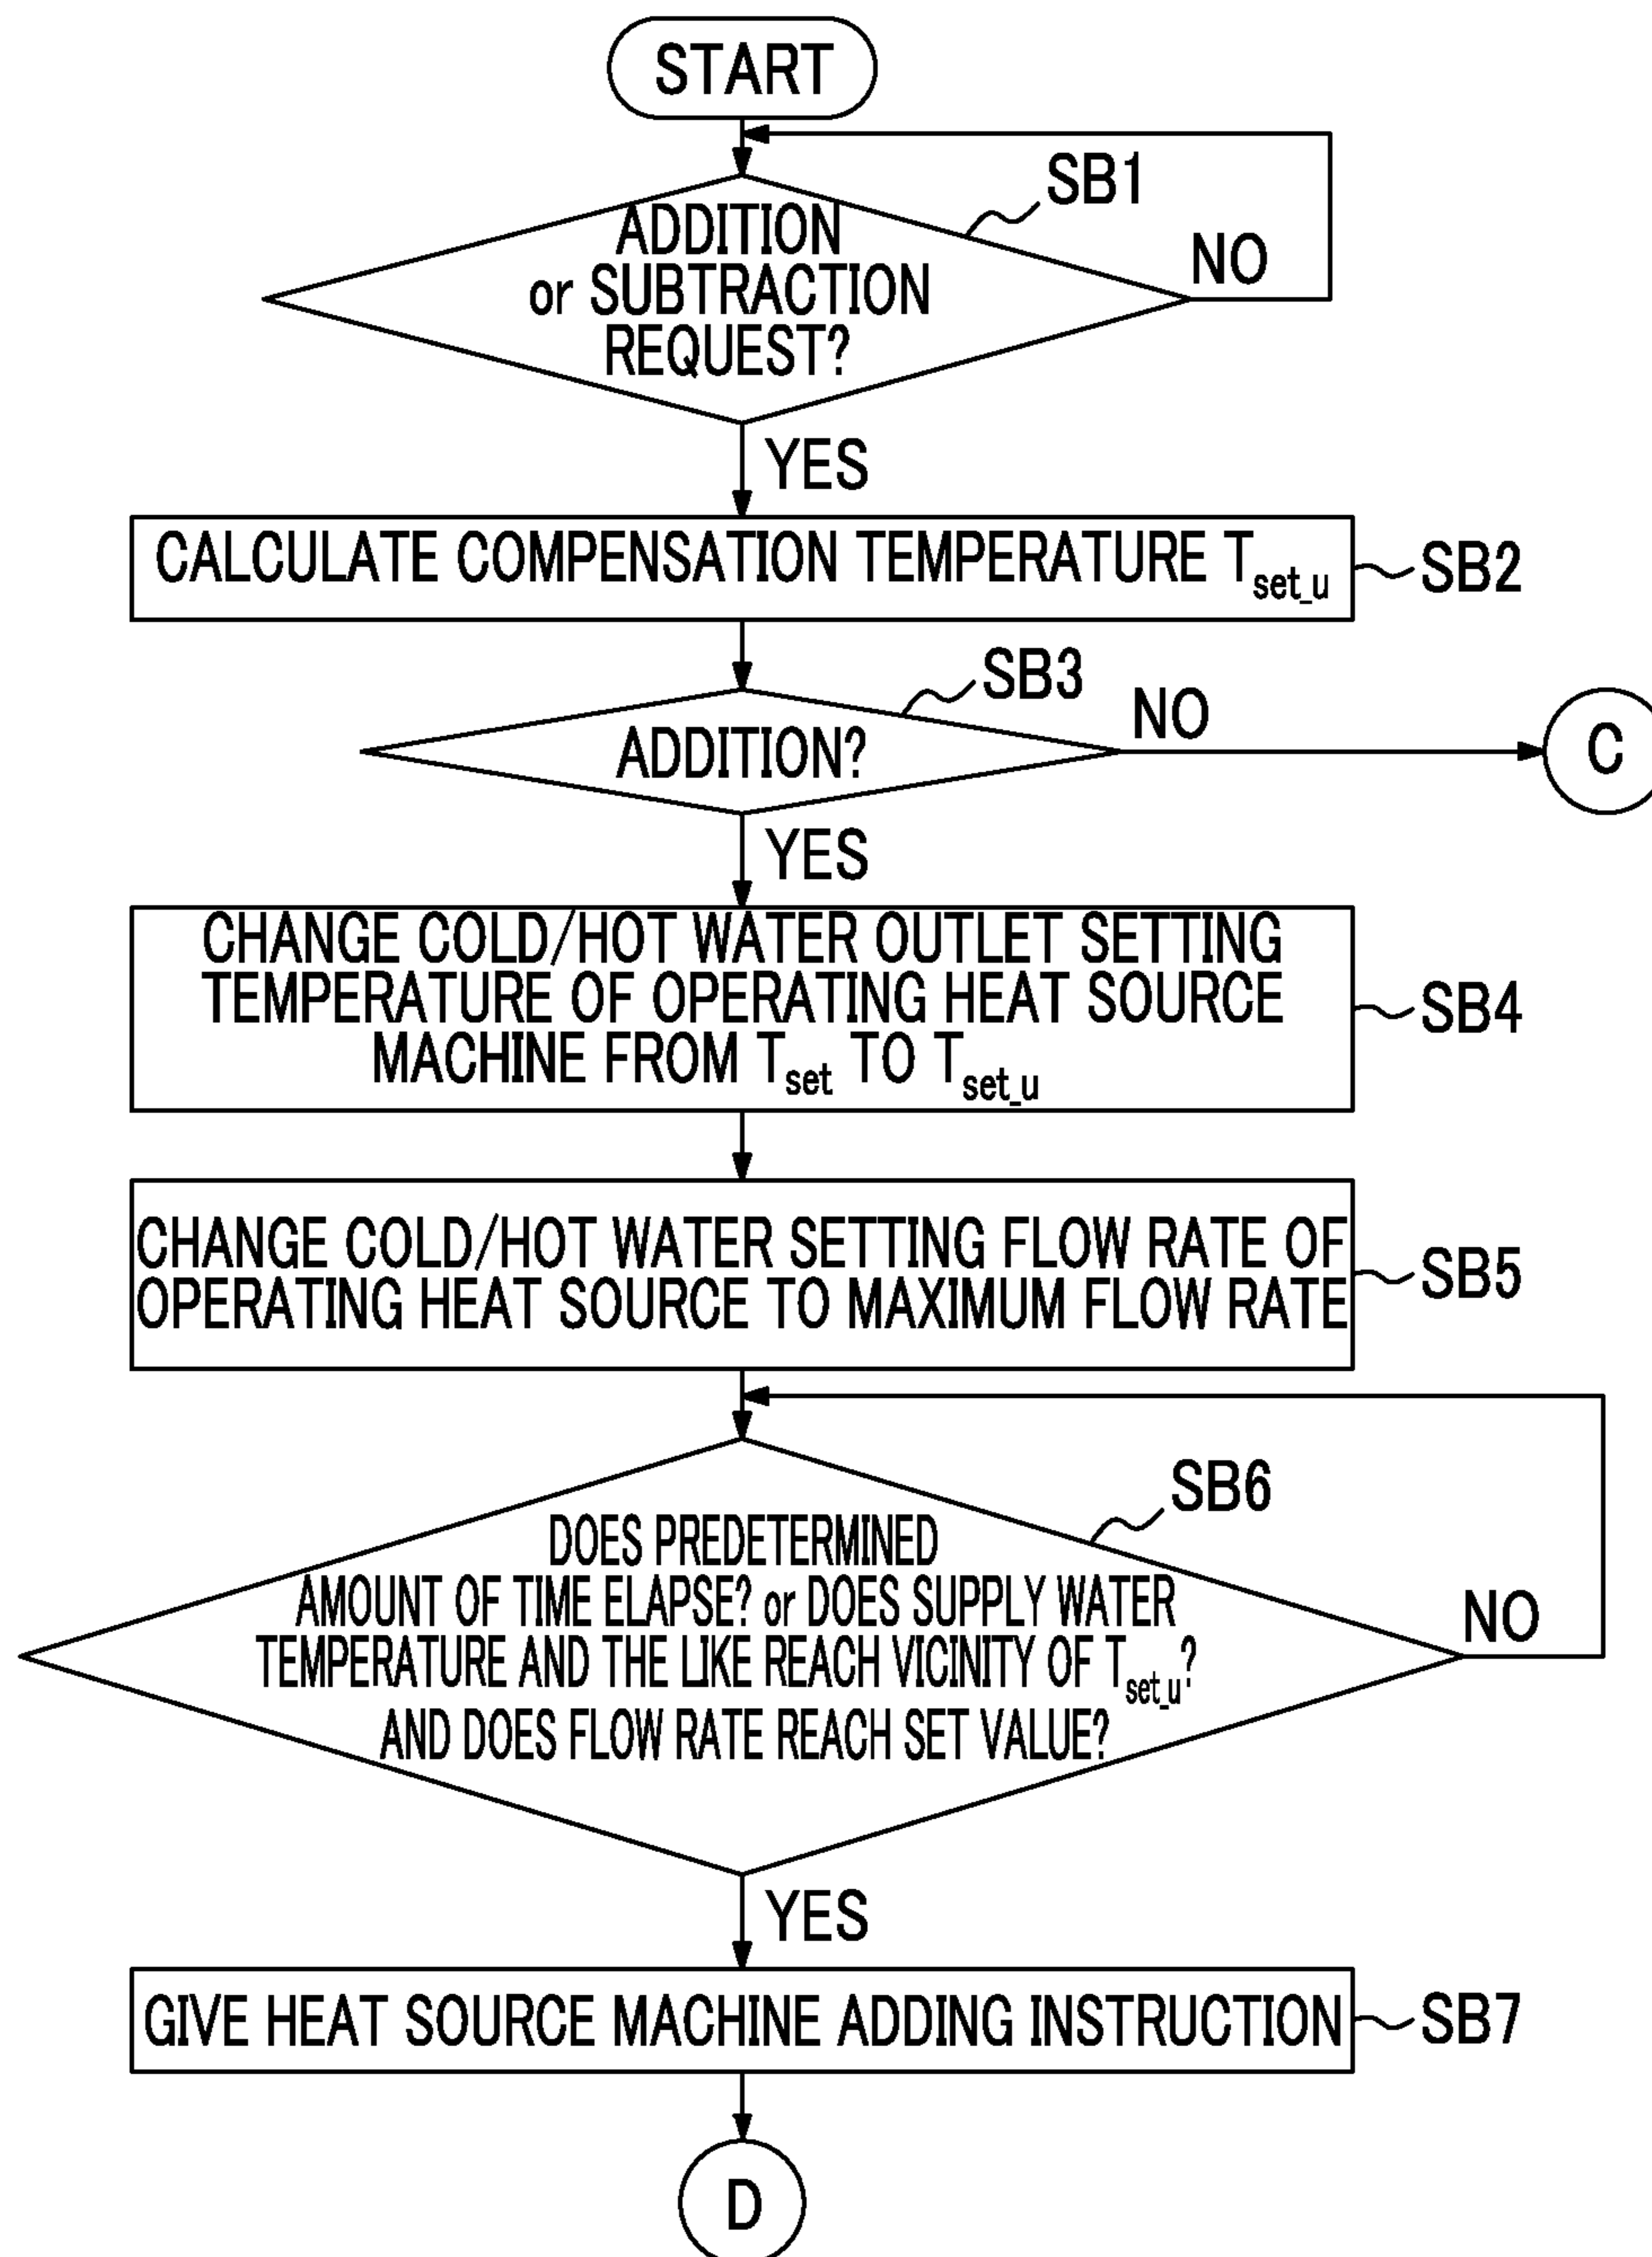 START
SB1
ADDITION
or SUBTRACTION
REQUEST?
NO
YES
CALCULATE COMPENSATION TEMPERATURE Tset_u
SB2
SB3
ADDITION?
NO
C
YES
CHANGE COLD/HOT WATER OUTLET SETTING
TEMPERATURE OF OPERATING HEAT SOURCE
MACHINE FROM Tset TO Tset_u
SB4
CHANGE COLD/HOT WATER SETTING FLOW RATE OF
OPERATING HEAT SOURCE TO MAXIMUM FLOW RATE
SB5
SB6
DOES PREDETERMINED
AMOUNT OF TIME ELAPSE? or DOES SUPPLY WATER
TEMPERATURE AND THE LIKE REACH VICINITY OF Tset_u?
AND DOES FLOW RATE REACH SET VALUE?
NO
YES
GIVE HEAT SOURCE MACHINE ADDING INSTRUCTION
SB7
D